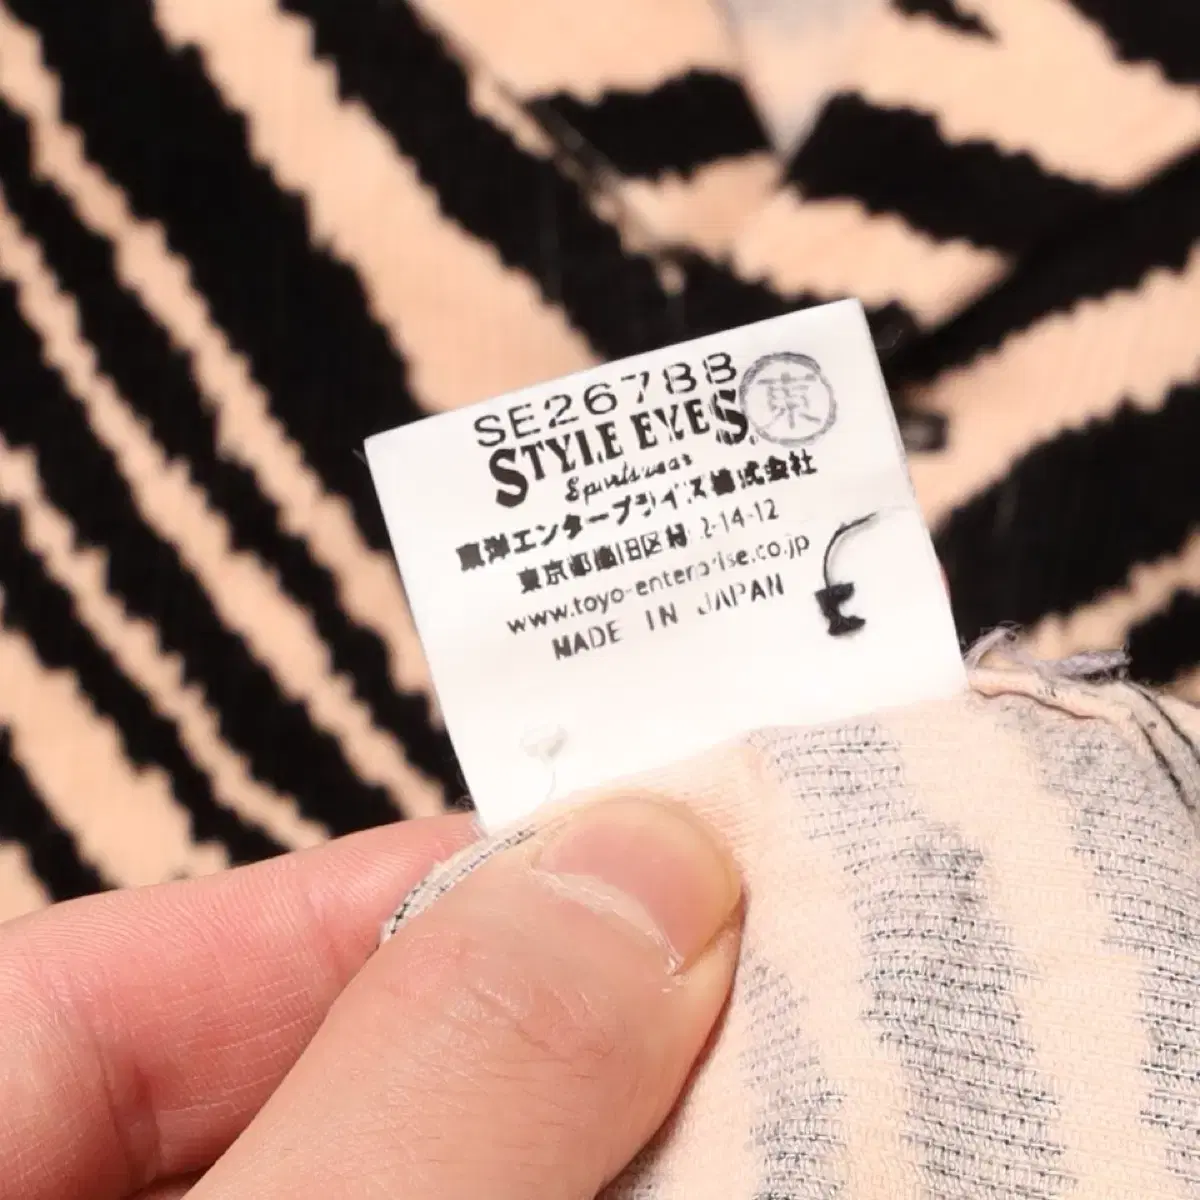 SE26788
東
STYLE EYES.
Sportswear
東洋エンタープライズ株式会社
東京都墨田区 2-14-12
www.toyo-enterprise.co.jp
MADE IN JAPAN